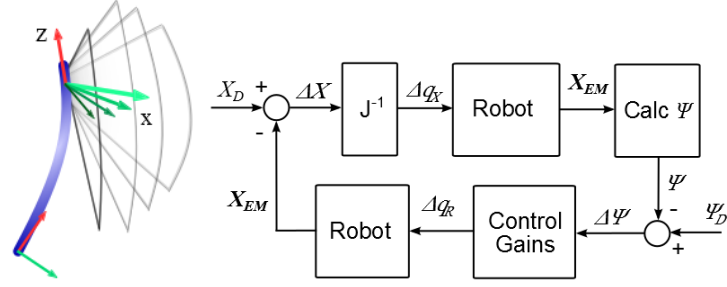 z
x
X_D
+
-
ΔX
J⁻¹
Δq_X
Robot
X_EM
Calc Ψ
Ψ
-
Ψ_D
+
ΔΨ
Control
Gains
Δq_R
Robot
X_EM